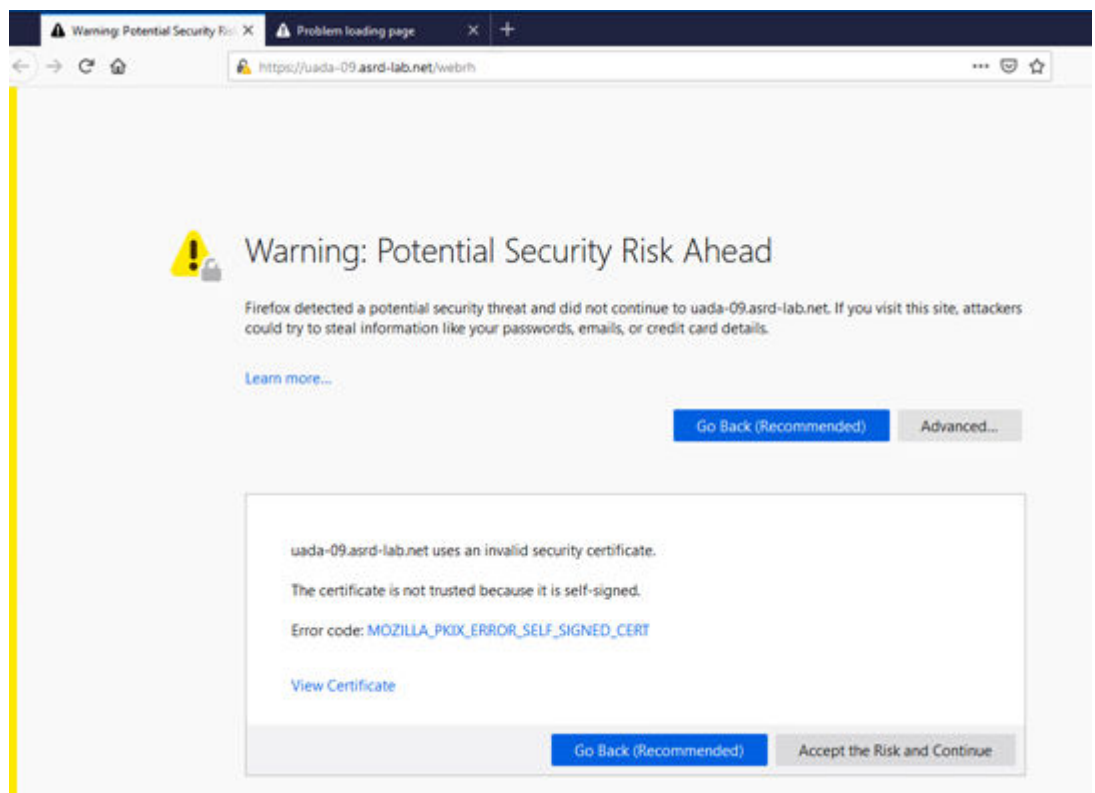 Warning: Potential Security Ris
Problem loading page
https://uada-09.asrd-lab.net/webrh
Warning: Potential Security Risk Ahead
Firefox detected a potential security threat and did not continue to uada-09.asrd-lab.net. If you visit this site, attackers
could try to steal information like your passwords, emails, or credit card details.
Learn more...
Go Back (Recommended)
Advanced...
uada-09.asrd-lab.net uses an invalid security certificate.
The certificate is not trusted because it is self-signed.
Error code: MOZILLA_PKIX_ERROR_SELF_SIGNED_CERT
View Certificate
Go Back (Recommended)
Accept the Risk and Continue